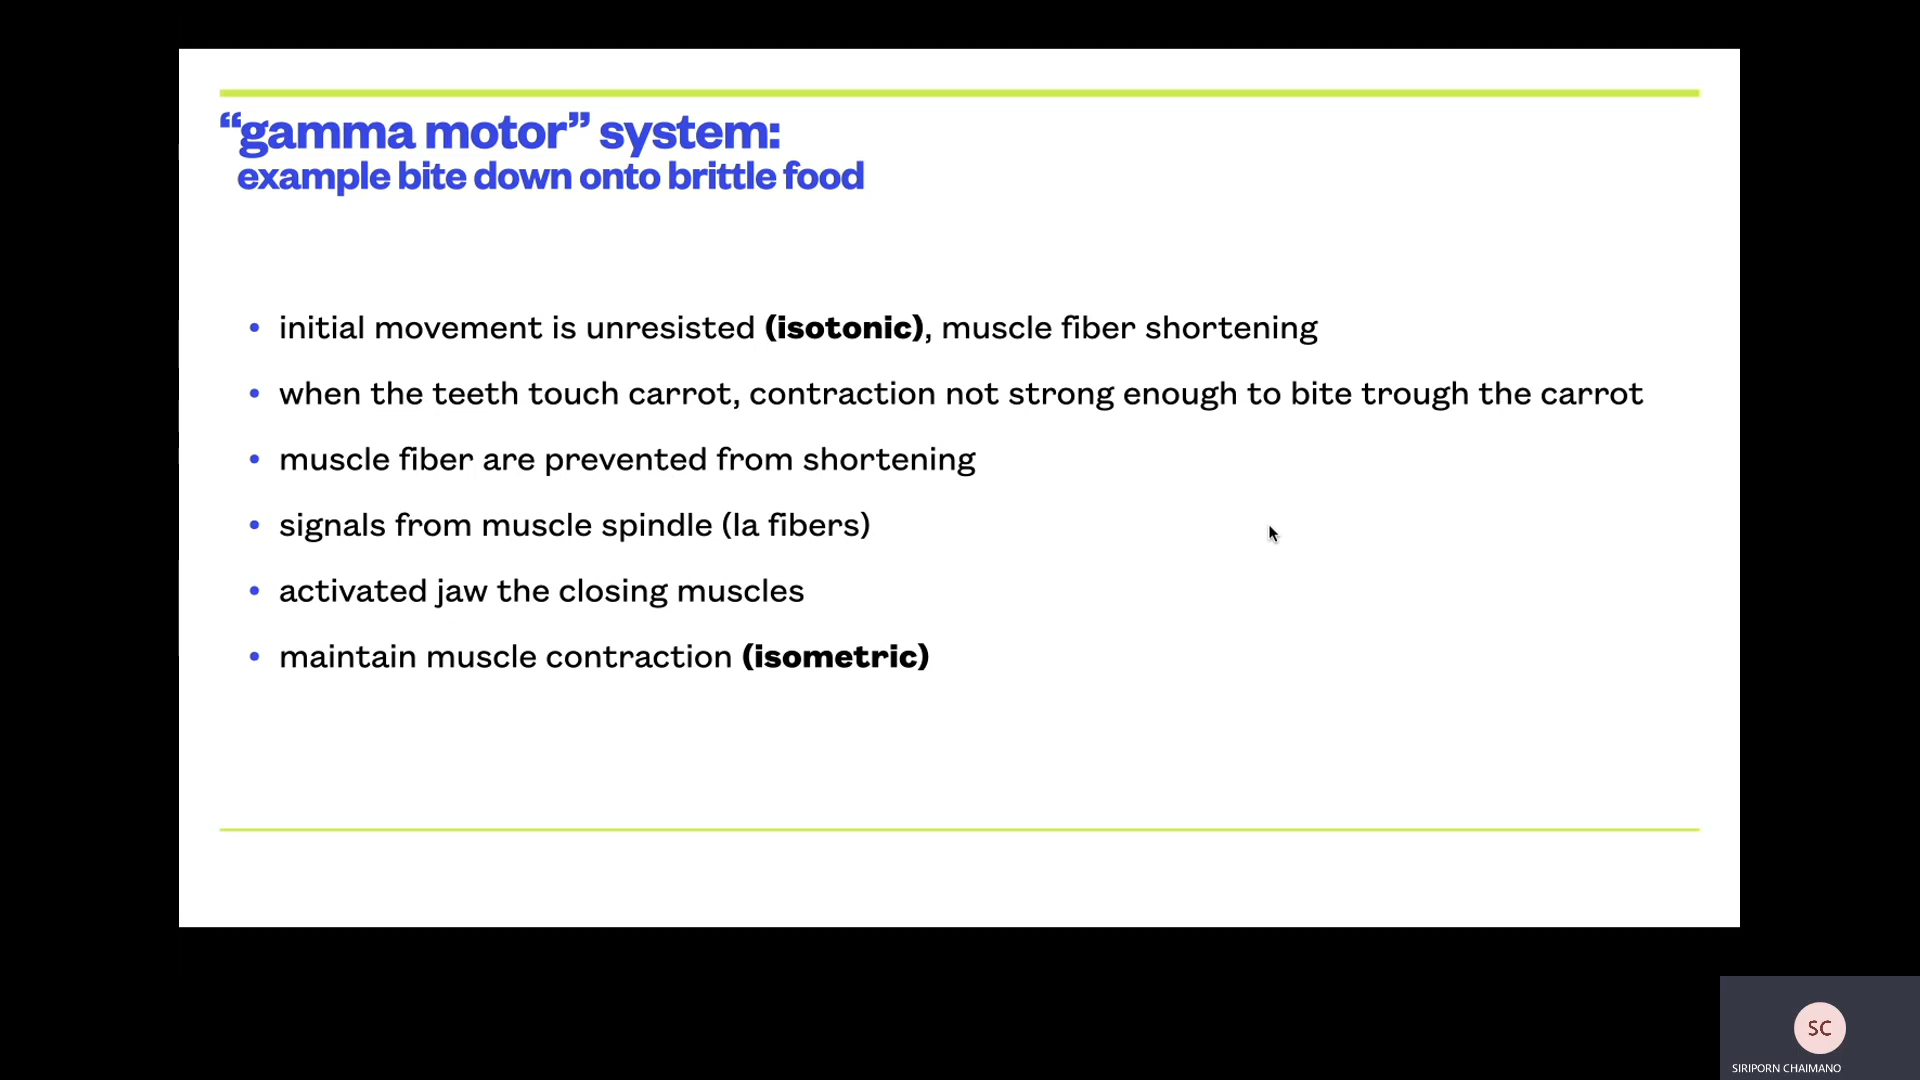 “gamma motor” system:
example bite down onto brittle food
• initial movement is unresisted (isotonic), muscle fiber shortening
• when the teeth touch carrot, contraction not strong enough to bite trough the carrot
• muscle fiber are prevented from shortening
• signals from muscle spindle (la fibers)
• activated jaw the closing muscles
• maintain muscle contraction (isometric)
SC
SIRIPORN CHAIMANO